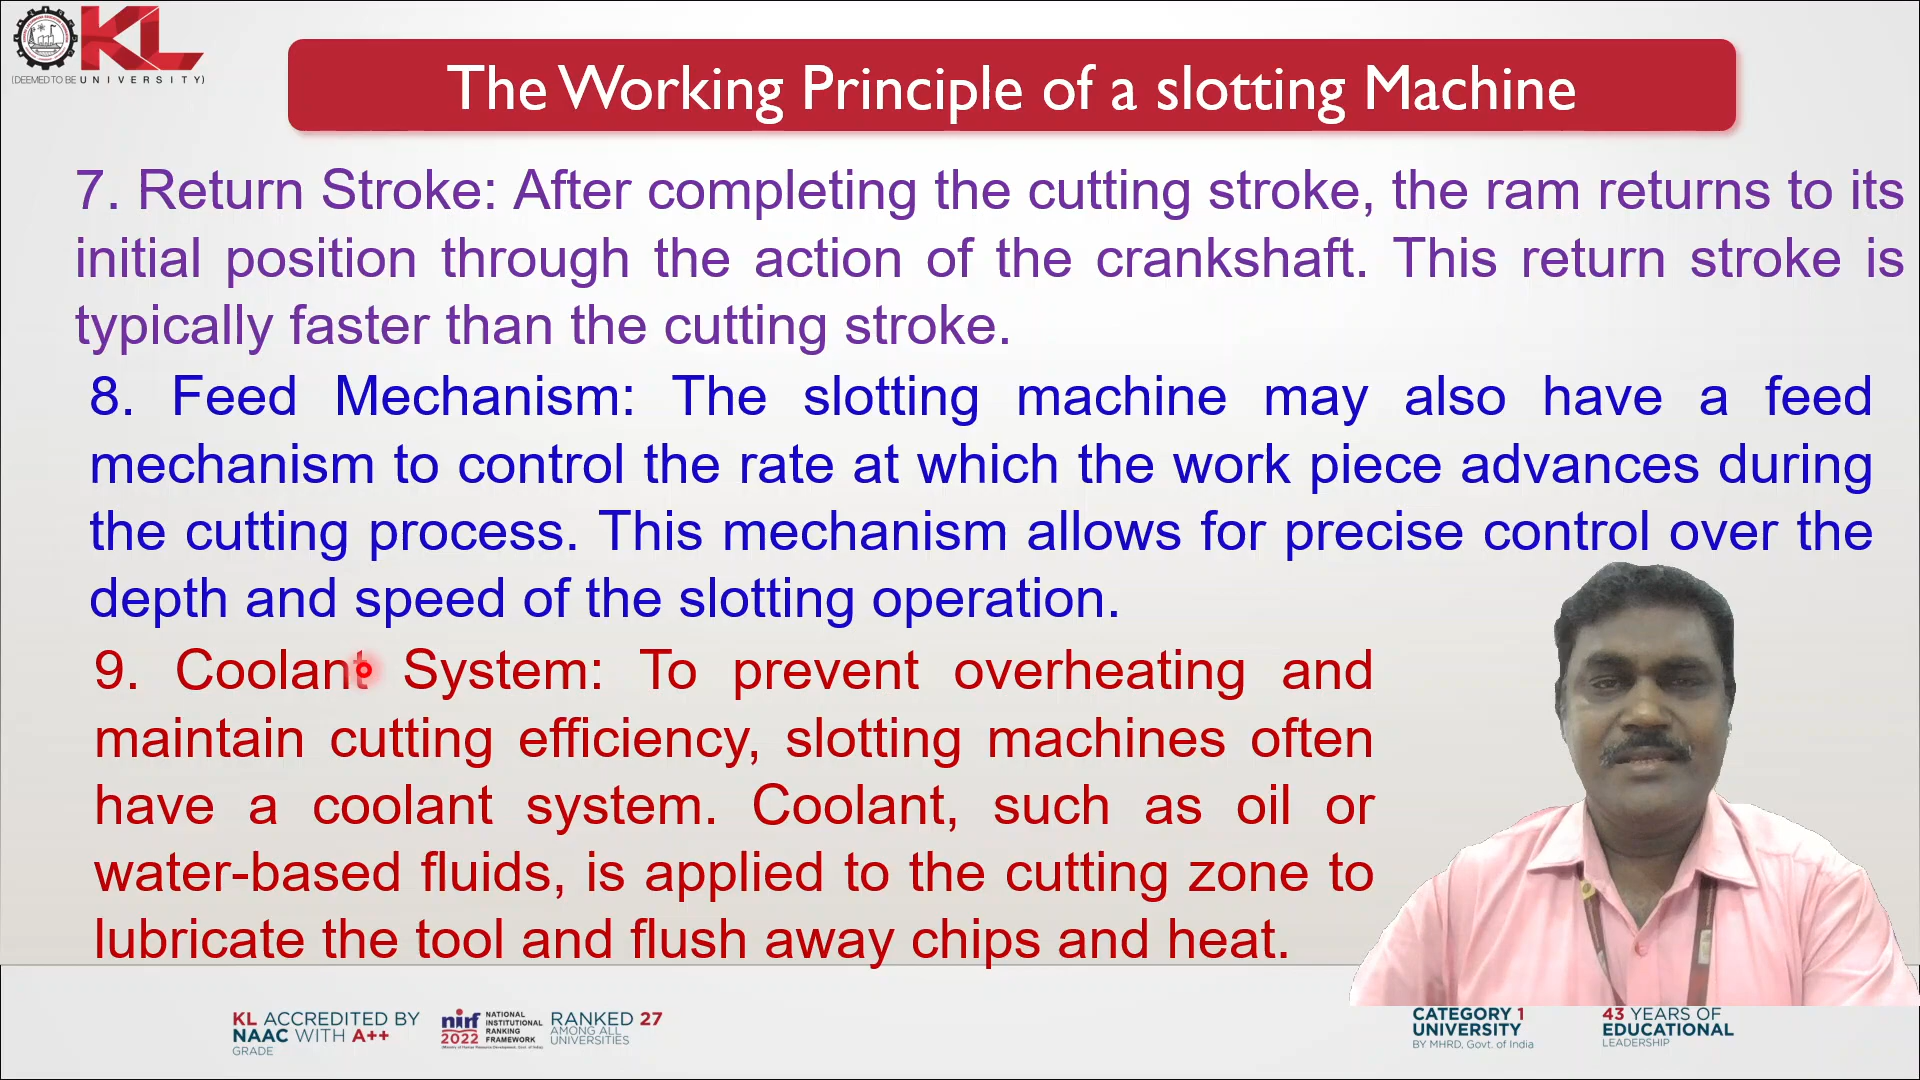 KL
(DEEMED TO BE UNIVERSITY)
The Working Principle of a slotting Machine
7. Return Stroke: After completing the cutting stroke, the ram returns to its
initial position through the action of the crankshaft. This return stroke is
typically faster than the cutting stroke.
8. Feed Mechanism: The slotting machine may also have a feed
mechanism to control the rate at which the work piece advances during
the cutting process. This mechanism allows for precise control over the
depth and speed of the slotting operation.
9. Coolant System: To prevent overheating and
maintain cutting efficiency, slotting machines often
have a coolant system. Coolant, such as oil or
water-based fluids, is applied to the cutting zone to
lubricate the tool and flush away chips and heat.
KL ACCREDITED BY
NAAC WITH A++
GRADE
nirf
2022
NATIONAL
INSTITUTIONAL
RANKING
FRAMEWORK
RANKED 27
AMONG ALL
UNIVERSITIES
CATEGORY 1
UNIVERSITY
BY MHRD, Govt. of India
43 YEARS OF
EDUCATIONAL
LEADERSHIP